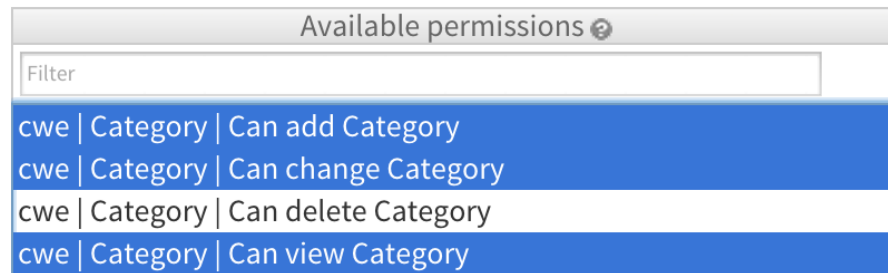 Available permissions ?
Filter
cwe | Category | Can add Category
cwe | Category | Can change Category
cwe | Category | Can delete Category
cwe | Category | Can view Category